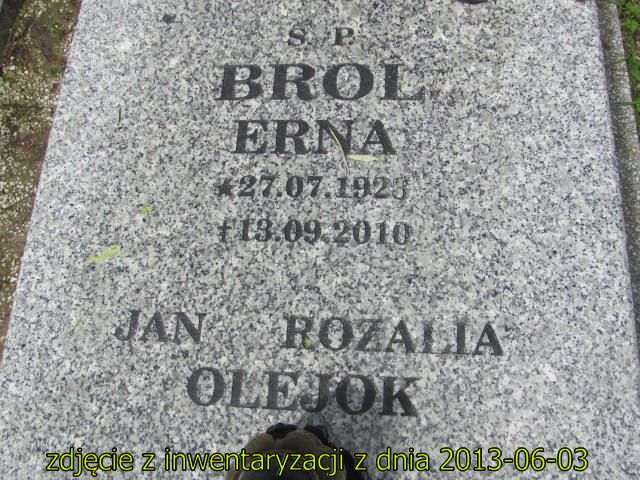 S. P.
BROL
ERNA
★27.07.1923
†13.09.2010
JAN ROZALIA
OLEJOK
zdjęcie z inwentaryzacji z dnia 2013-06-03